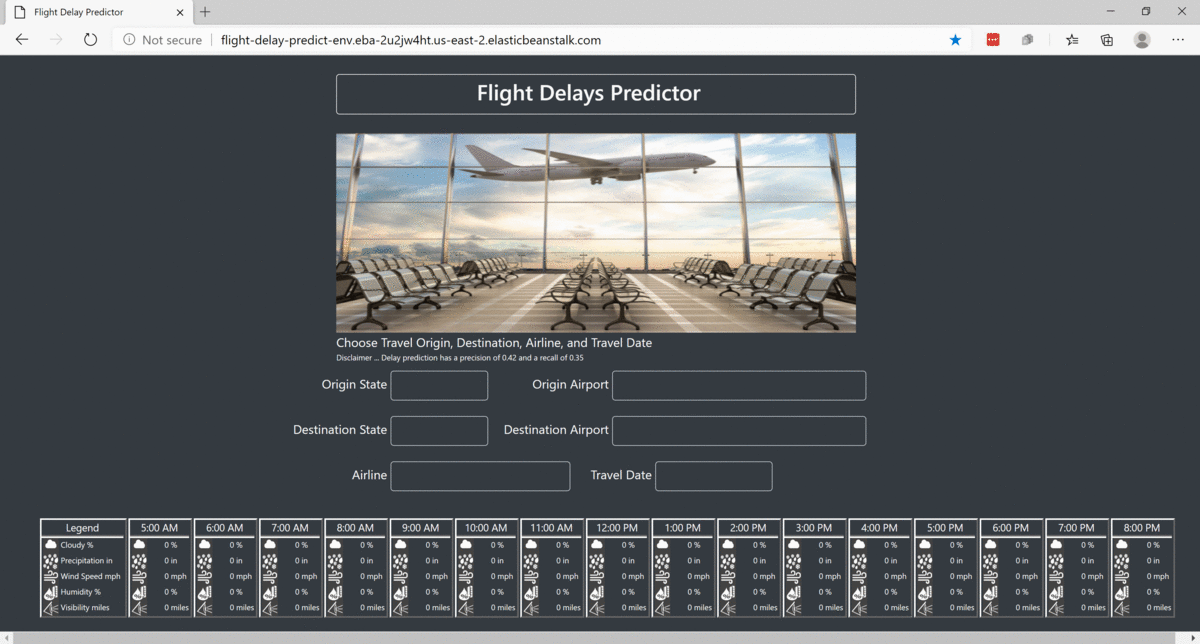 Flight Delay Predictor
Not secure flight-delay-predict-env.eba-2u2jw4ht.us-east-2.elasticbeanstalk.com
Flight Delays Predictor
Choose Travel Origin, Destination, Airline, and Travel Date
Disclaimer ... Delay prediction has a precision of 0.42 and a recall of 0.35
Origin State Origin Airport
Destination State Destination Airport
Airline Travel Date
Legend 5:00 AM 6:00 AM 7:00 AM 8:00 AM 9:00 AM 10:00 AM 11:00 AM 12:00 PM 1:00 PM 2:00 PM 3:00 PM 4:00 PM 5:00 PM 6:00 PM 7:00 PM 8:00 PM
Cloudy % 0 % 0 % 0 % 0 % 0 % 0 % 0 % 0 % 0 % 0 % 0 % 0 % 0 % 0 % 0 % 0 %
Precipitation in 0 in 0 in 0 in 0 in 0 in 0 in 0 in 0 in 0 in 0 in 0 in 0 in 0 in 0 in 0 in 0 in
Wind Speed mph 0 mph 0 mph 0 mph 0 mph 0 mph 0 mph 0 mph 0 mph 0 mph 0 mph 0 mph 0 mph 0 mph 0 mph 0 mph 0 mph
Humidity % 0 % 0 % 0 % 0 % 0 % 0 % 0 % 0 % 0 % 0 % 0 % 0 % 0 % 0 % 0 % 0 %
Visibility miles 0 miles 0 miles 0 miles 0 miles 0 miles 0 miles 0 miles 0 miles 0 miles 0 miles 0 miles 0 miles 0 miles 0 miles 0 miles 0 miles